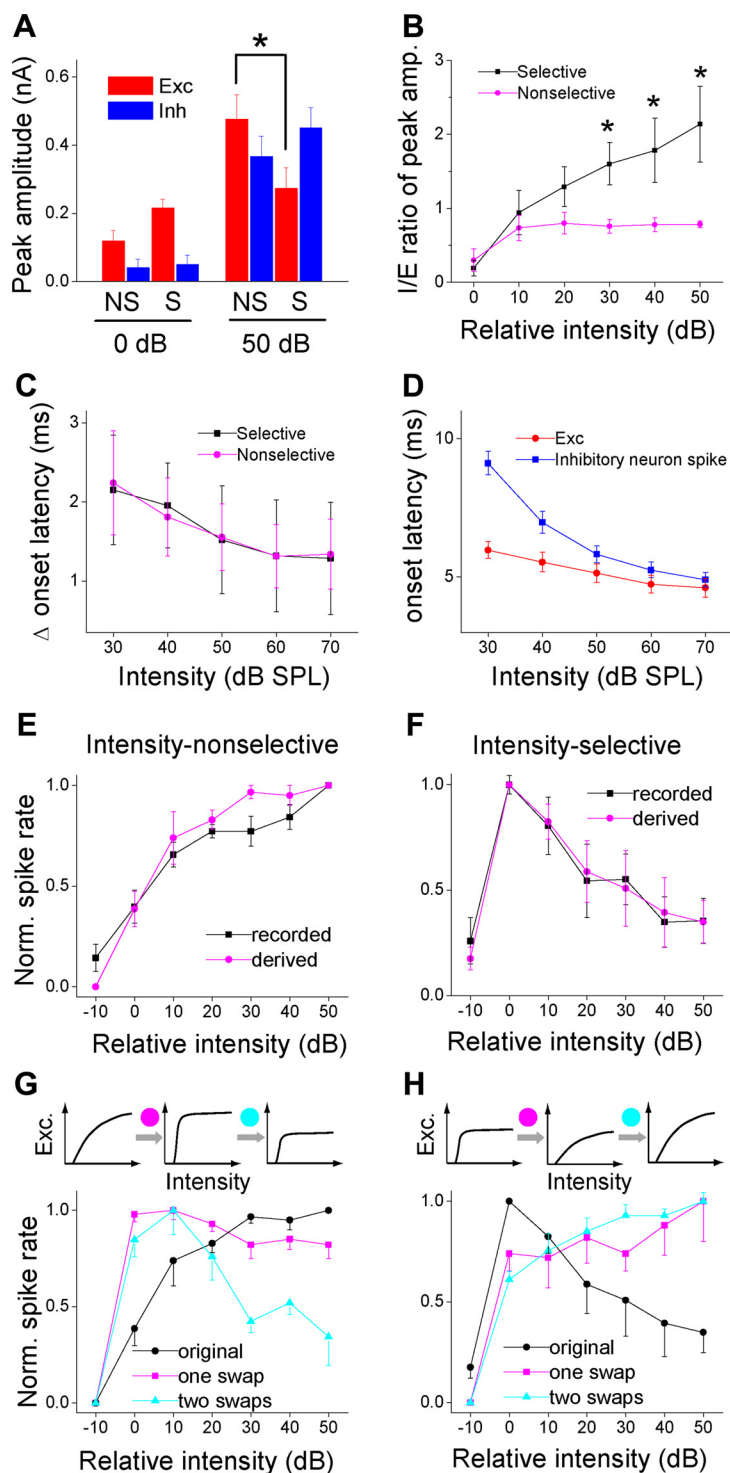 A
*
Exc
Inh
Peak amplitude (nA)
0.6
0.4
0.2
0.0
NS S NS S
0 dB 50 dB
B
Selective
Nonselective
* * *
I/E ratio of peak amp.
3
2
1
0
0 10 20 30 40 50
Relative intensity (dB)
C
Selective
Nonselective
Δ onset latency (ms)
3
2
1
30 40 50 60 70
Intensity (dB SPL)
D
Exc
Inhibitory neuron spike
onset latency (ms)
10
5
30 40 50 60 70
Intensity (dB SPL)
E
Intensity-nonselective
Norm. spike rate
1.0
0.5
0.0
recorded
derived
-10 0 10 20 30 40 50
Relative intensity (dB)
F
Intensity-selective
1.0
0.5
0.0
recorded
derived
-10 0 10 20 30 40 50
Relative intensity (dB)
G
Exc.
Intensity
Norm. spike rate
1.0
0.5
0.0
original
one swap
two swaps
-10 0 10 20 30 40 50
Relative intensity (dB)
H
Exc.
Intensity
1.0
0.5
0.0
original
one swap
two swaps
-10 0 10 20 30 40 50
Relative intensity (dB)